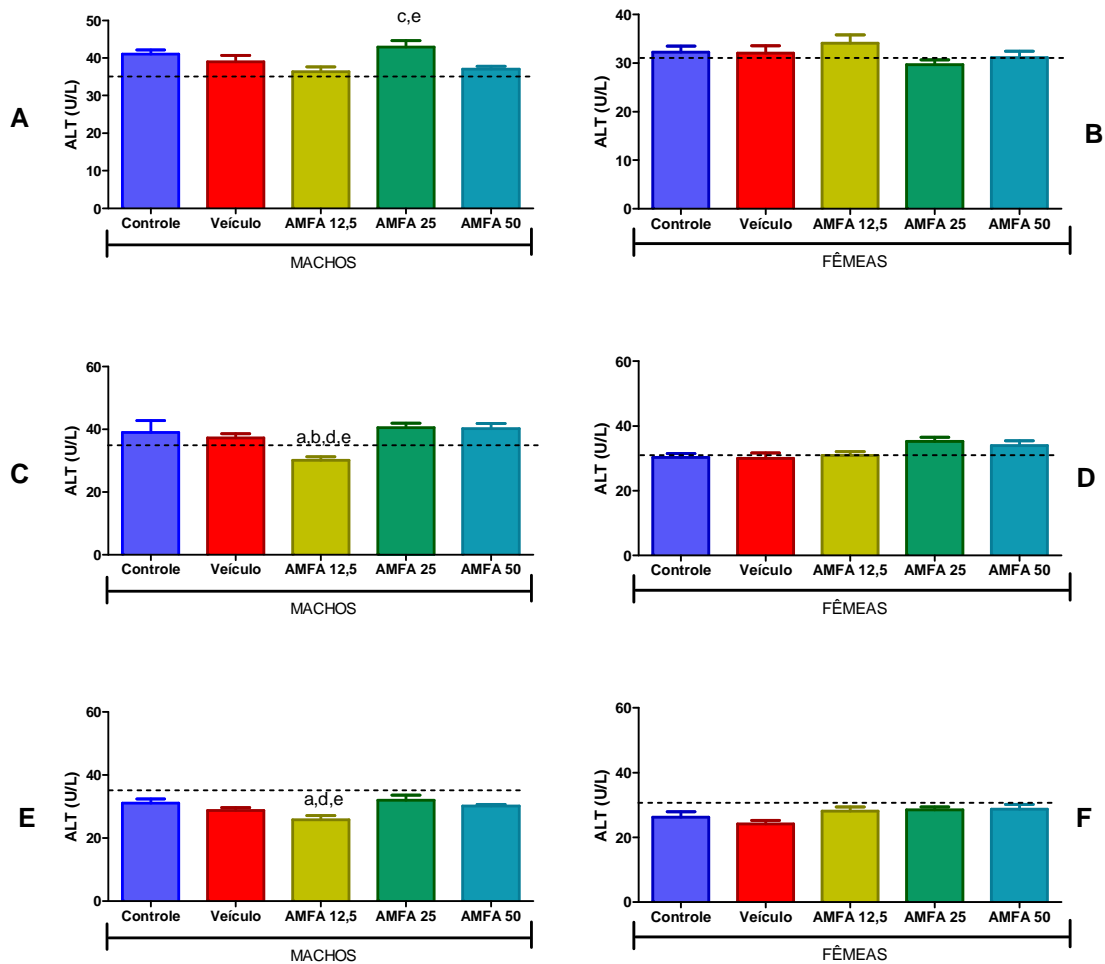 A
ALT (U/L)
50
40
30
20
10
0
c,e
Controle Veículo AMFA 12,5 AMFA 25 AMFA 50
MACHOS
B
ALT (U/L)
40
30
20
10
0
Controle Veículo AMFA 12,5 AMFA 25 AMFA 50
FÊMEAS
C
ALT (U/L)
60
40
20
0
a,b,d,e
Controle Veículo AMFA 12,5 AMFA 25 AMFA 50
MACHOS
D
ALT (U/L)
60
40
20
0
Controle Veículo AMFA 12,5 AMFA 25 AMFA 50
FÊMEAS
E
ALT (U/L)
60
40
20
0
a,d,e
Controle Veículo AMFA 12,5 AMFA 25 AMFA 50
MACHOS
F
ALT (U/L)
60
40
20
0
Controle Veículo AMFA 12,5 AMFA 25 AMFA 50
FÊMEAS